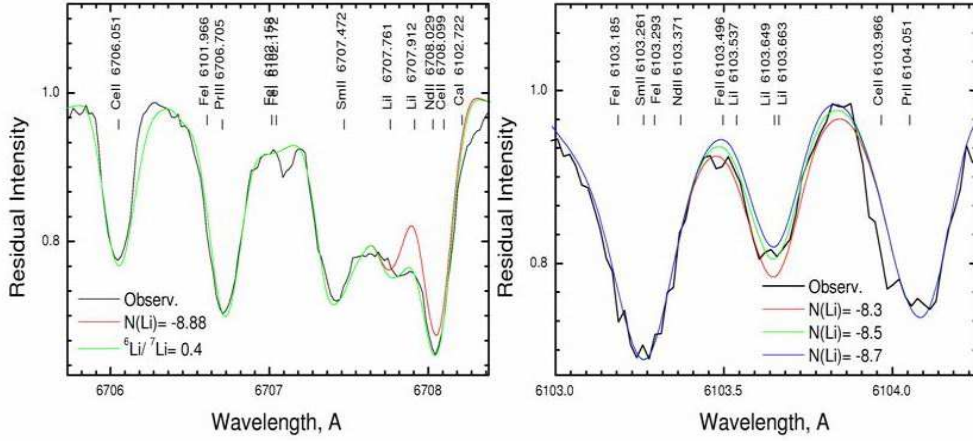 CeII 6706.051
FeI 6101.966
PrII 6706.705
FeI
FeI 6102.172
SmII 6707.472
LiI 6707.761
LiI 6707.912
NdII 6708.029
CeII 6708.099
CaI 6102.722
1.0
0.8
Residual Intensity
Observ.
N(Li)= -8.88
⁶Li/ ⁷Li= 0.4
6706
6707
6708
Wavelength, A
FeI 6103.185
SmII 6103.261
FeI 6103.293
NdII 6103.371
FeII 6103.496
LiI 6103.537
LiI 6103.649
LiI 6103.663
CeII 6103.966
PrII 6104.051
1.0
0.8
Residual Intensity
Observ.
N(Li)= -8.3
N(Li)= -8.5
N(Li)= -8.7
6103.0
6103.5
6104.0
Wavelength, A